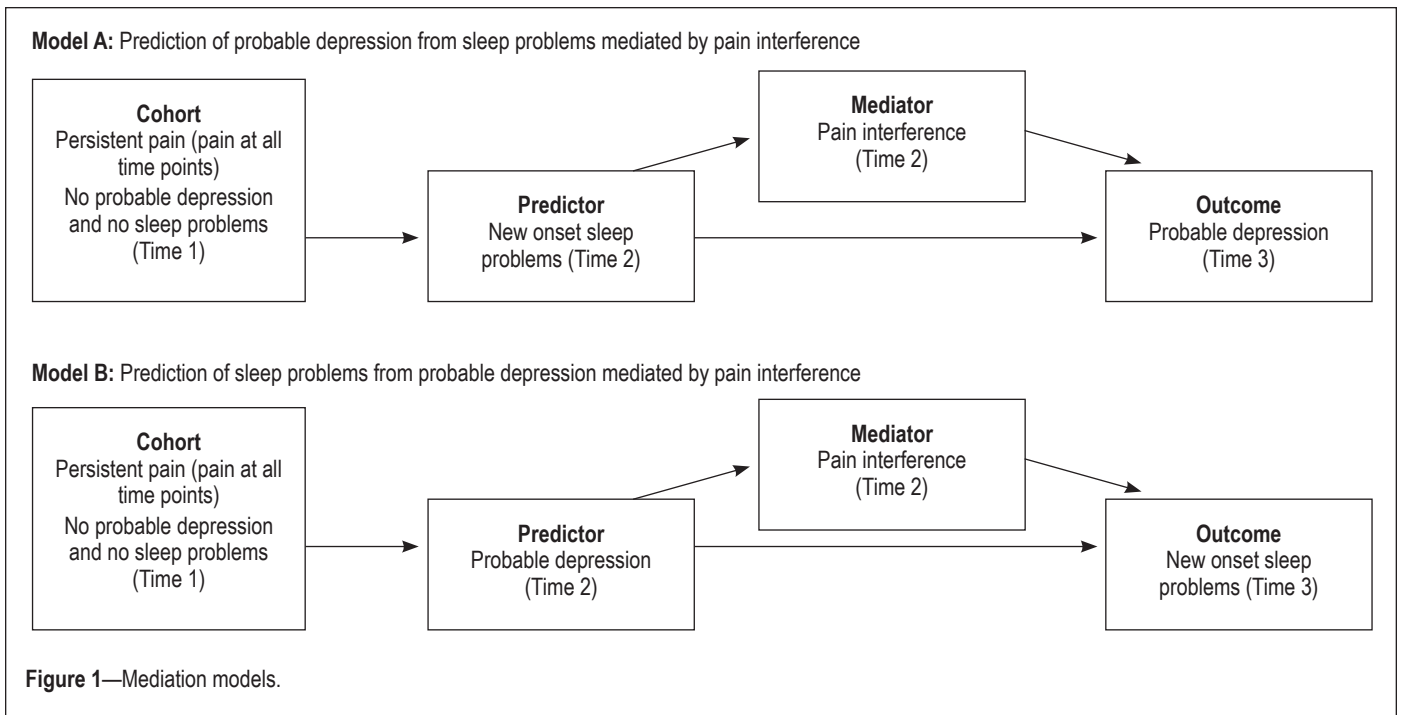 Model A: Prediction of probable depression from sleep problems mediated by pain interference
Cohort
Persistent pain (pain at all
time points)
No probable depression
and no sleep problems
(Time 1)
Predictor
New onset sleep
problems (Time 2)
Mediator
Pain interference
(Time 2)
Outcome
Probable depression
(Time 3)
Model B: Prediction of sleep problems from probable depression mediated by pain interference
Cohort
Persistent pain (pain at all
time points)
No probable depression
and no sleep problems
(Time 1)
Predictor
Probable depression
(Time 2)
Mediator
Pain interference
(Time 2)
Outcome
New onset sleep
problems (Time 3)
Figure 1—Mediation models.